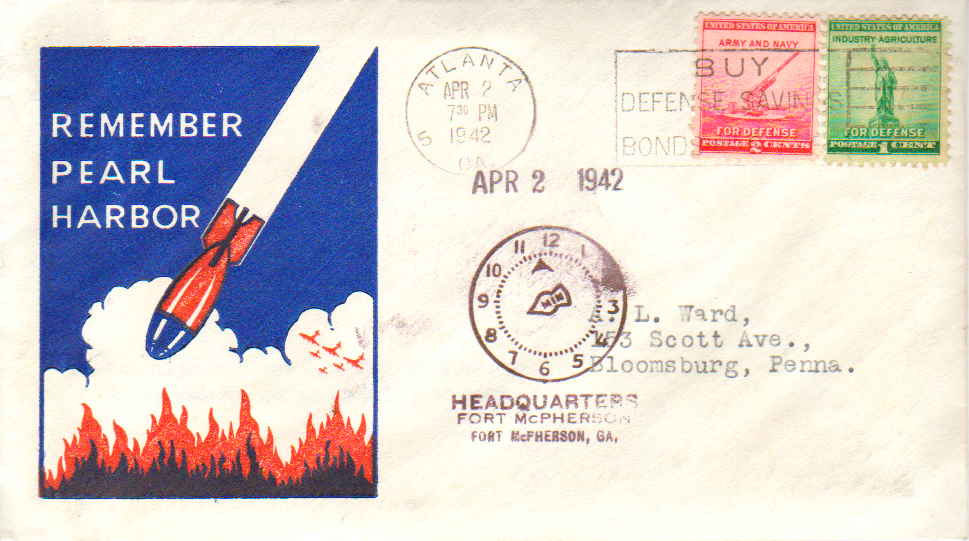 REMEMBER
PEARL
HARBOR
ATLANTA
APR 2
730 PM
1942
5
GA.
BUY
DEFENSE SAVINGS
BONDS
UNITED STATES OF AMERICA
ARMY AND NAVY
FOR DEFENSE
POSTAGE 2 CENTS
UNITED STATES OF AMERICA
INDUSTRY AGRICULTURE
FOR DEFENSE
POSTAGE 1 CENT
APR 2 1942
12
1
3
4
5
6
7
8
9
10
11
HIN
A. L. Ward,
153 Scott Ave.,
Bloomsburg, Penna.
HEADQUARTERS
FORT McPHERSON
FORT McPHERSON, GA.